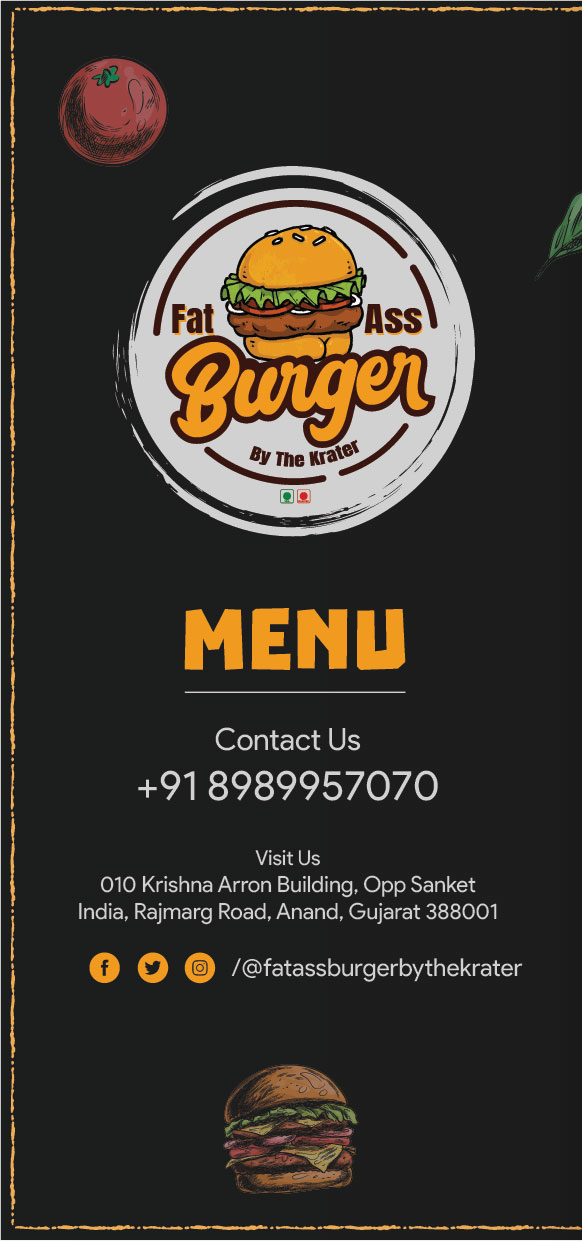 Fat Ass
Burger
By The Krater
MENU
Contact Us
+91 8989957070
Visit Us
010 Krishna Arron Building, Opp Sanket
India, Rajmarg Road, Anand, Gujarat 388001
/@fatassburgerbythekrater